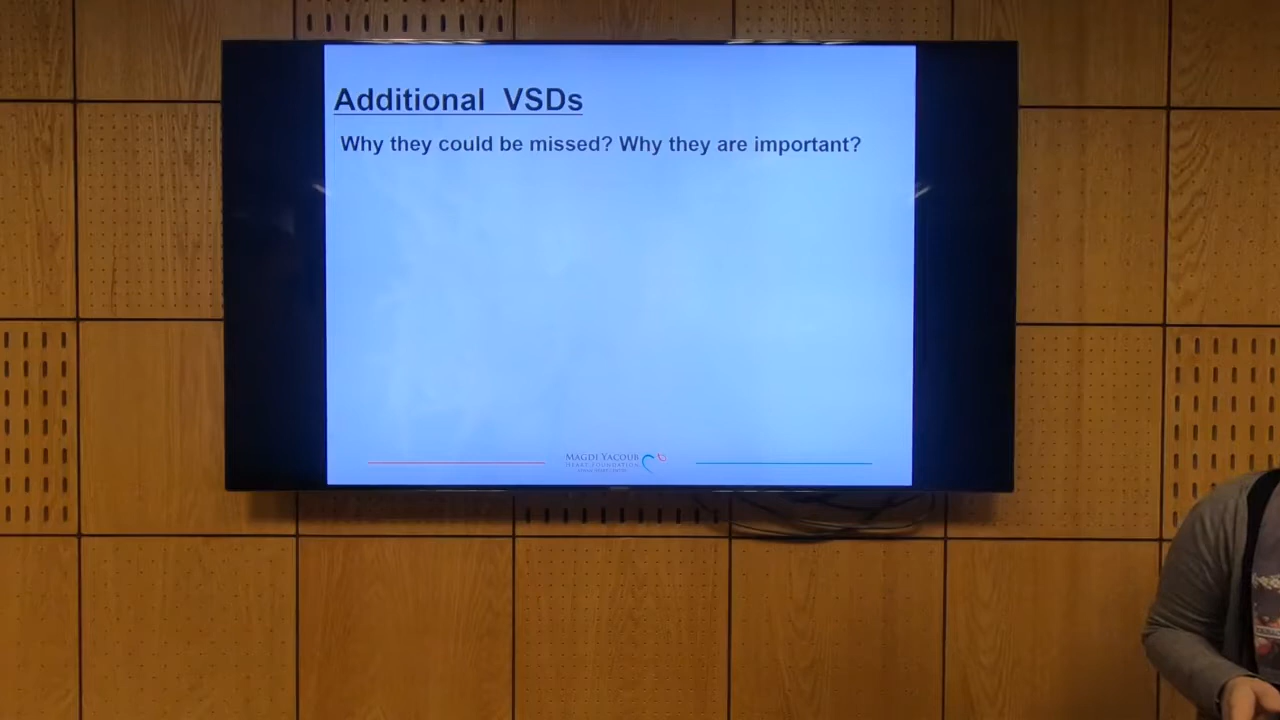 Additional VSDs
Why they could be missed? Why they are important?
MAGDI YACOUB
HEART FOUNDATION